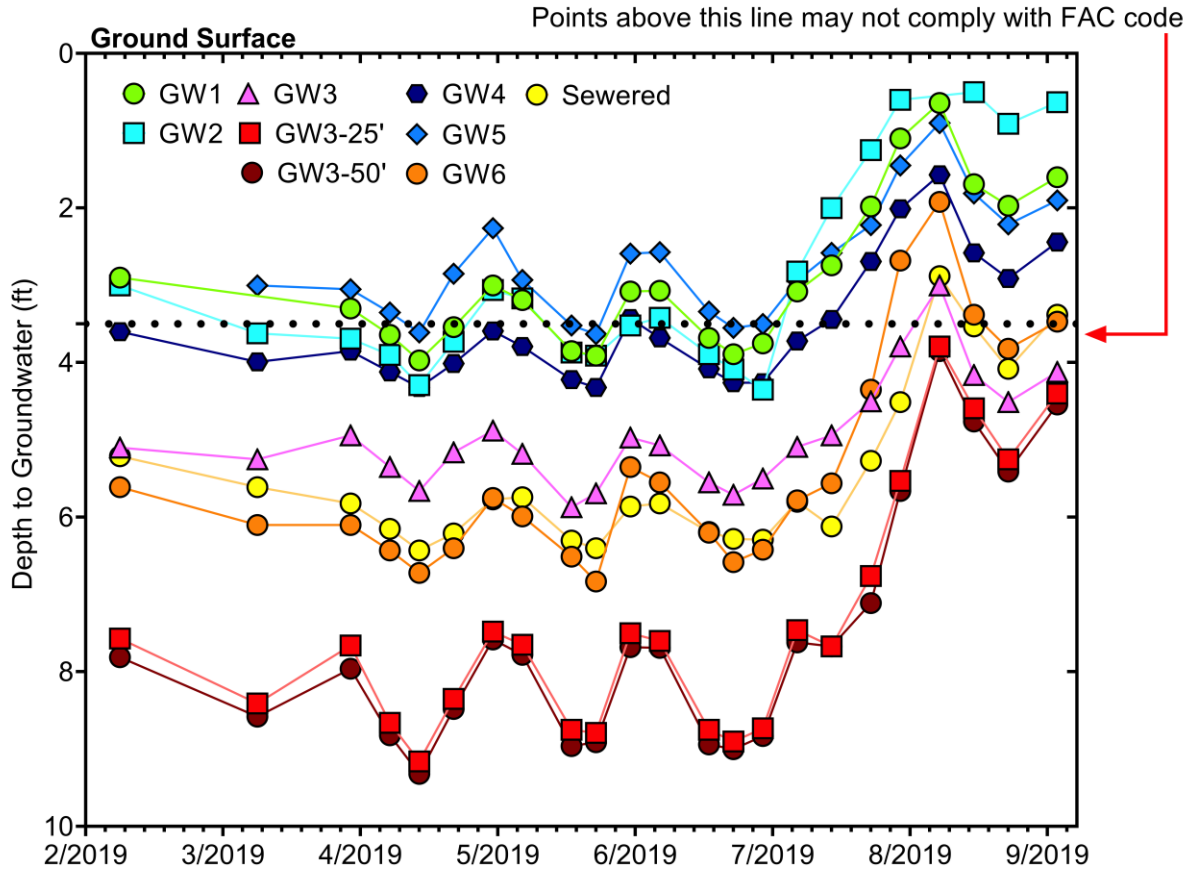 Points above this line may not comply with FAC code
Ground Surface
0
GW1 GW3 GW4 Sewered
GW2 GW3-25' GW5
GW3-50' GW6
2
4
6
8
10
Depth to Groundwater (ft)
2/2019 3/2019 4/2019 5/2019 6/2019 7/2019 8/2019 9/2019